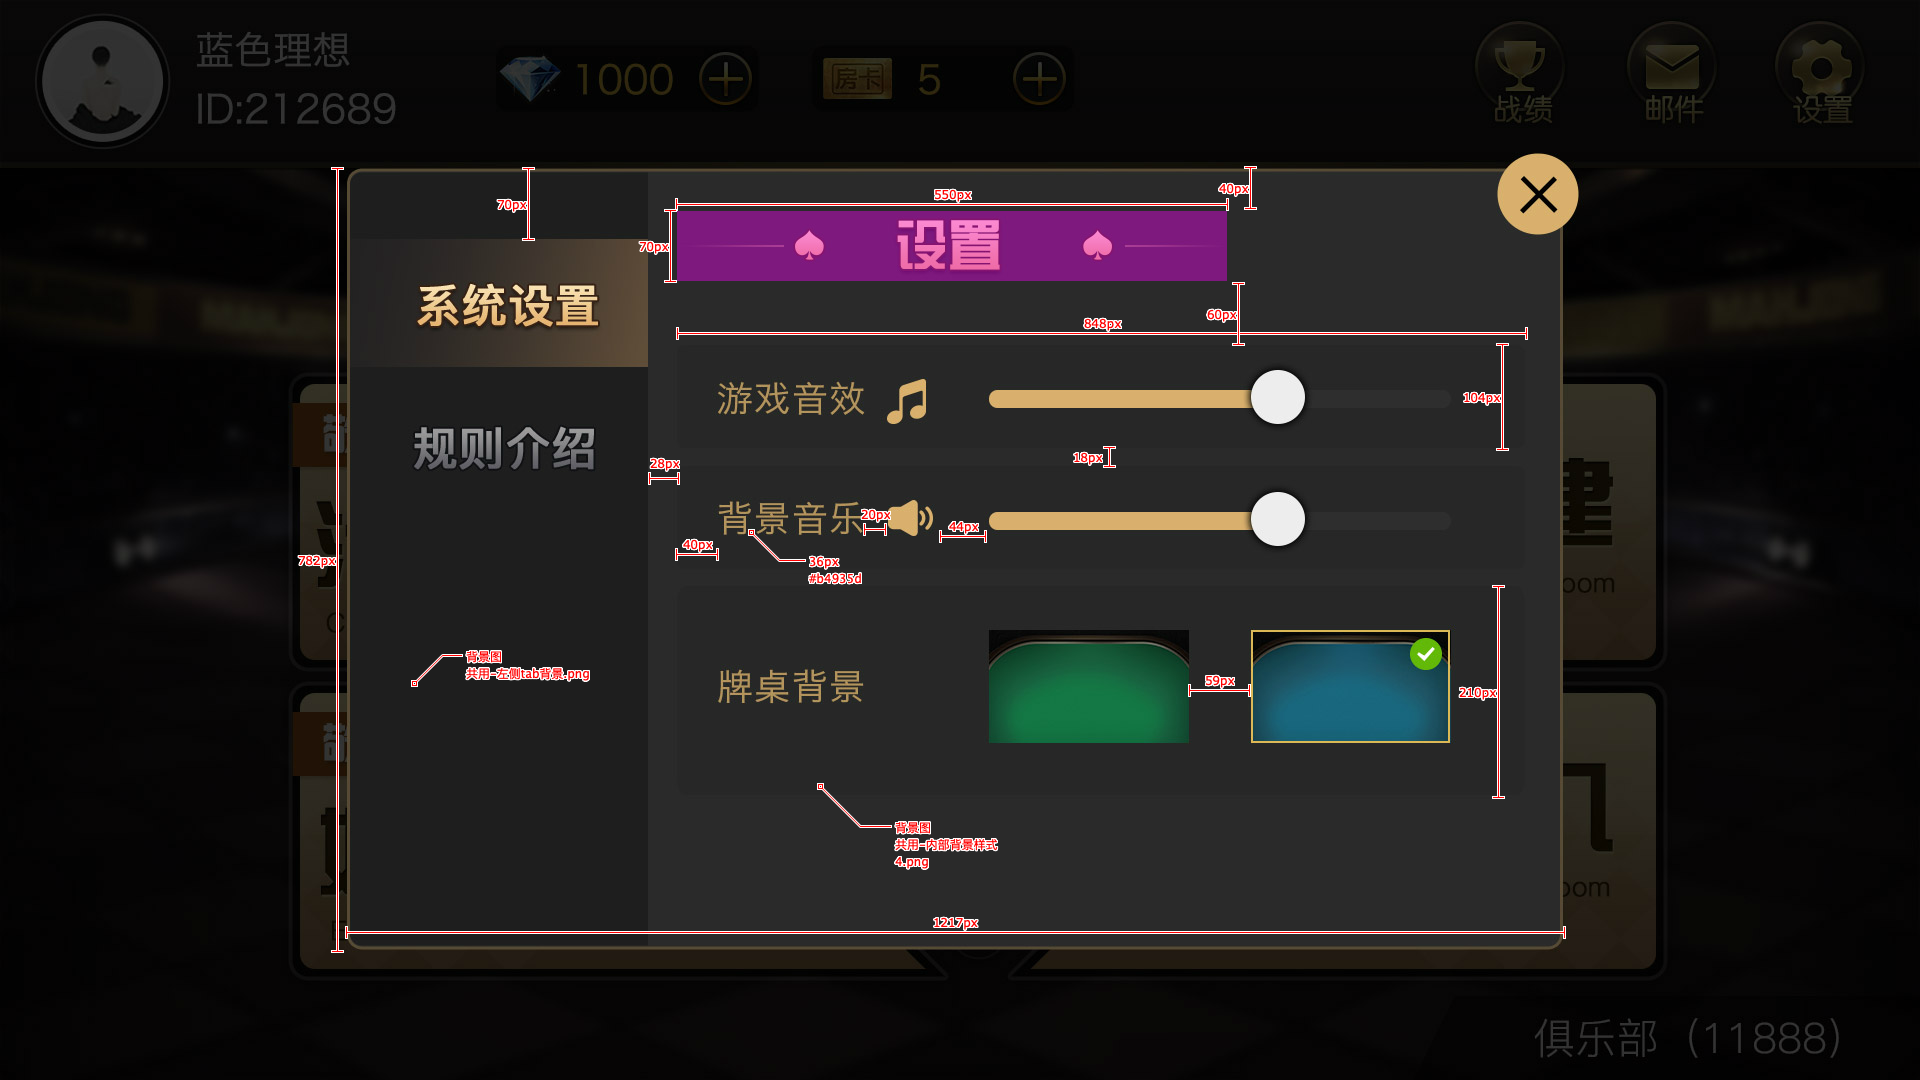 蓝色理想
ID:212689
1000
房卡
5
战绩
邮件
设置
70px
550px
40px
70px
设置
系统设置
60px
848px
游戏音效
104px
规则介绍
28px
18px
背景音乐
20px
44px
40px
36px
#b4935d
782px
建
oom
背景图
共用-左侧tab背景.png
牌桌背景
59px
210px
背景图
共用-内部背景样式
4.png
oom
1217px
俱乐部（11888）